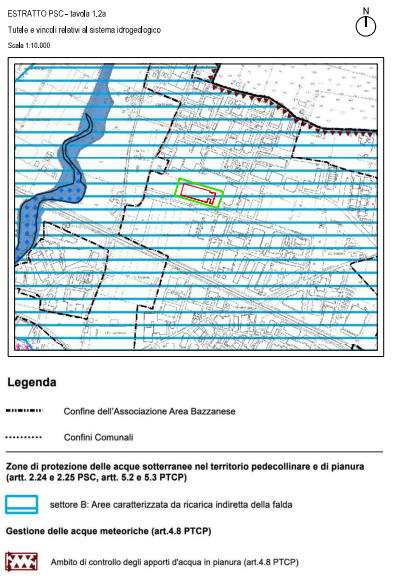 ESTRATTO PSC - tavola 1.2a
N
Tutele e vincoli relativi al sistema idrogeologico
Scala 1:10.000
Legenda
Confine dell'Associazione Area Bazzanese
Confini Comunali
Zone di protezione delle acque sotterranee nel territorio pedecollinare e di pianura
(artt. 2.24 e 2.25 PSC, artt. 5.2 e 5.3 PTCP)
settore B: Aree caratterizzata da ricarica indiretta della falda
Gestione delle acque meteoriche (art.4.8 PTCP)
Ambito di controllo degli apporti d'acqua in pianura (art.4.8 PTCP)